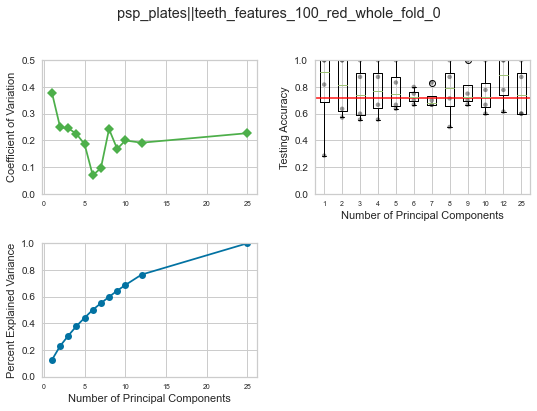 psp_plates||teeth_features_100_red_whole_fold_0
Coefficient of Variation
0.5
0.4
0.3
0.2
0.1
0.0
0 5 10 15 20 25
Testing Accuracy
1.0
0.8
0.6
0.4
0.2
0.0
1 2 3 4 5 6 7 8 9 10 12 25
Number of Principal Components
Percent Explained Variance
1.0
0.8
0.6
0.4
0.2
0.0
0 5 10 15 20 25
Number of Principal Components